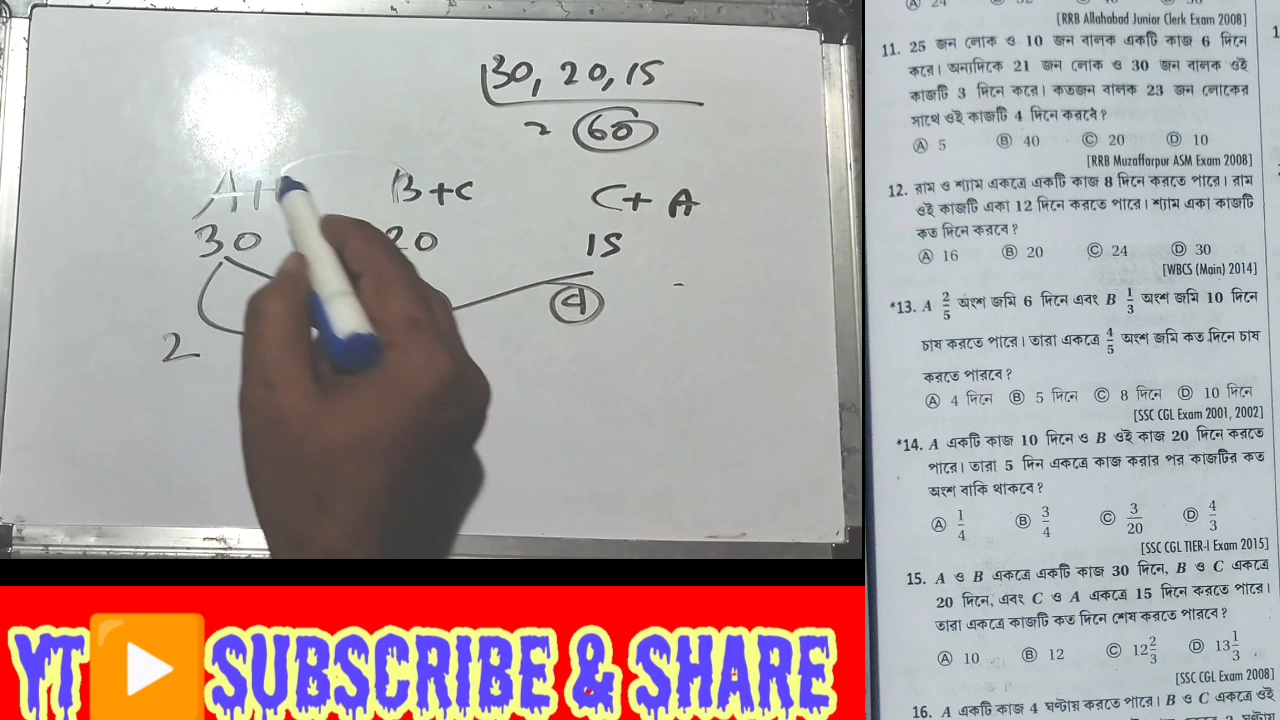 30, 20, 15
= 60
B+C
C+A
30
20
15
4
2
YT SUBSCRIBE & SHARE
[RRB Allahabad Junior Clerk Exam 2008]
11. 25 জন লোক ও 10 জন বালক একটি কাজ 6 দিনে
করে। অন্যদিকে 21 জন লোক ও 30 জন বালক ওই
কাজটি 3 দিনে করে। কতজন বালক 23 জন লোকের
সাথে ওই কাজটি 4 দিনে করবে?
Ⓐ 5 Ⓑ 40 Ⓒ 20 Ⓓ 10
[RRB Muzaffarpur ASM Exam 2008]
12. রাম ও শ্যাম একত্রে একটি কাজ 8 দিনে করতে পারে। রাম
ওই কাজটি একা 12 দিনে করতে পারে। শ্যাম একা কাজটি
কত দিনে করবে?
Ⓐ 16 Ⓑ 20 Ⓒ 24 Ⓓ 30
[WBCS (Main) 2014]
*13. A 2/5 অংশ জমি 6 দিনে এবং B 1/3 অংশ জমি 10 দিনে
চাষ করতে পারে। তারা একত্রে 4/5 অংশ জমি কত দিনে চাষ
করতে পারবে?
Ⓐ 4 দিনে Ⓑ 5 দিনে Ⓒ 8 দিনে Ⓓ 10 দিনে
[SSC CGL Exam 2001, 2002]
*14. A একটি কাজ 10 দিনে ও B ওই কাজ 20 দিনে করতে
পারে। তারা 5 দিন একত্রে কাজ করার পর কাজটির কত
অংশ বাকি থাকবে?
Ⓐ 1/4 Ⓑ 3/4 Ⓒ 3/20 Ⓓ 4/3
[SSC CGL TIER-I Exam 2015]
15. A ও B একত্রে একটি কাজ 30 দিনে, B ও C একত্রে
20 দিনে, এবং C ও A একত্রে 15 দিনে করতে পারে।
তারা একত্রে কাজটি কত দিনে শেষ করতে পারবে?
Ⓐ 10 Ⓑ 12 Ⓒ 12 2/3 Ⓓ 13 1/3
[SSC CGL Exam 2008]
16. A একটি কাজ 4 ঘণ্টায় করতে পারে। B ও C একত্রে ওই